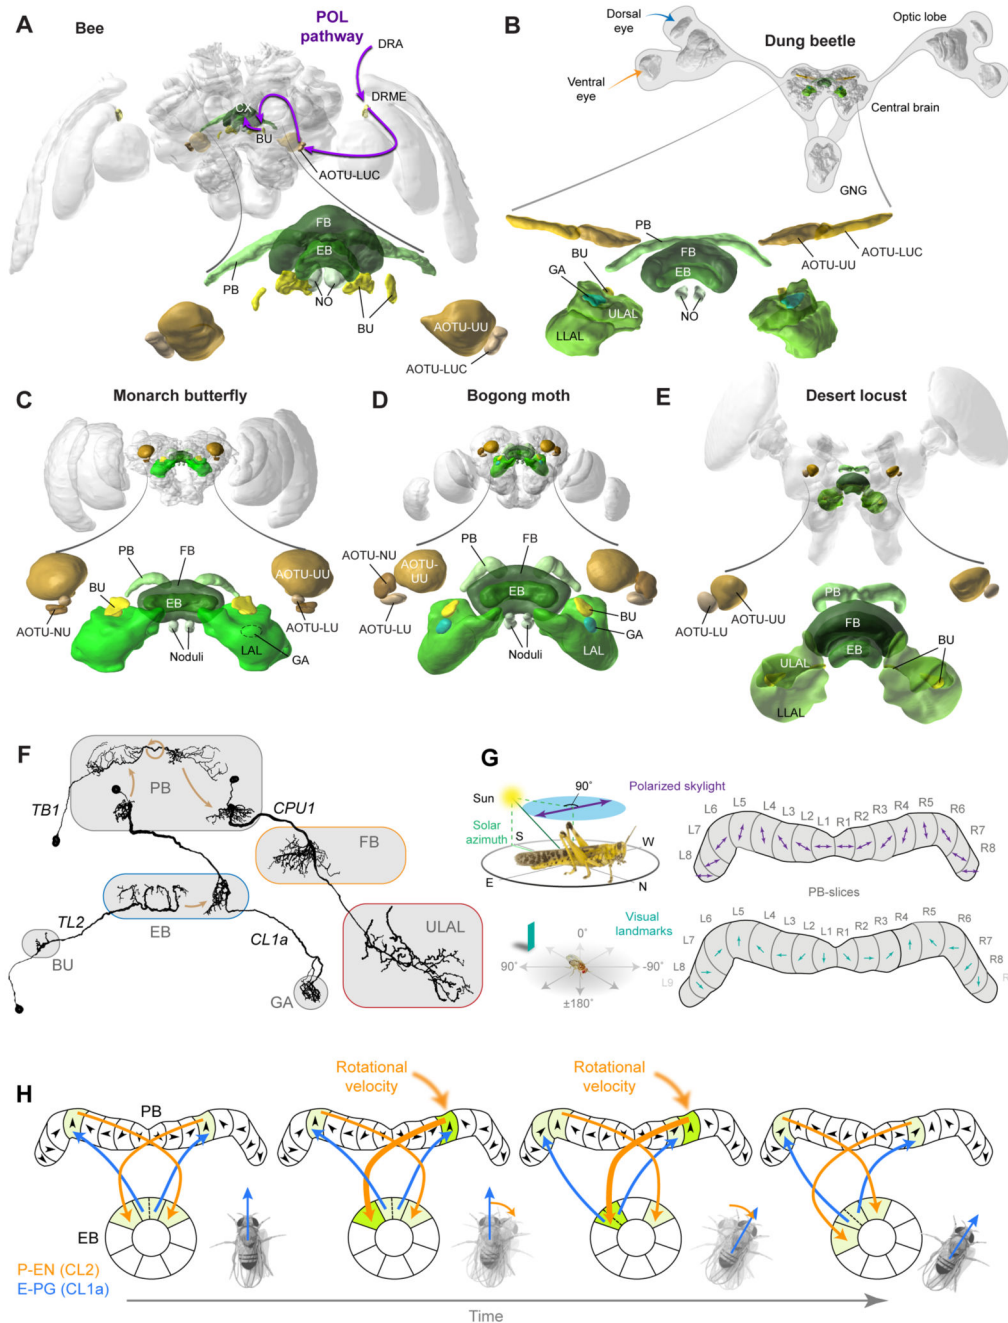 A
Bee
POL
pathway
DRA
DRME
CX
BU
AOTU-LUC
FB
EB
PB
NO
BU
AOTU-UU
AOTU-LUC
B
Dung beetle
Dorsal
eye
Ventral
eye
Optic lobe
Central brain
GNG
PB
FB
EB
BU
GA
ULAL
LLAL
NO
AOTU-UU
AOTU-LUC
C
Monarch butterfly
PB
FB
AOTU-UU
BU
EB
AOTU-NU
AOTU-LU
LAL
GA
Noduli
D
Bogong moth
PB
FB
AOTU-NU
AOTU-
UU
EB
AOTU-LU
BU
GA
LAL
Noduli
E
Desert locust
PB
AOTU-UU
AOTU-LU
FB
EB
BU
ULAL
LLAL
F
PB
TB1
CPU1
FB
TL2
EB
CL1a
ULAL
BU
GA
G
90°
Sun
Polarized skylight
Solar
azimuth
S
W
E
N
L8
L7
L6
L5
L4
L3
L2
L1
R1
R2
R3
R4
R5
R6
R7
R8
PB-slices
Visual
landmarks
0°
90°
-90°
±180°
L9
L8
L7
L6
L5
L4
L3
L2
L1
R1
R2
R3
R4
R5
R6
R7
R8
R
H
PB
Rotational
velocity
Rotational
velocity
EB
P-EN (CL2)
E-PG (CL1a)
Time